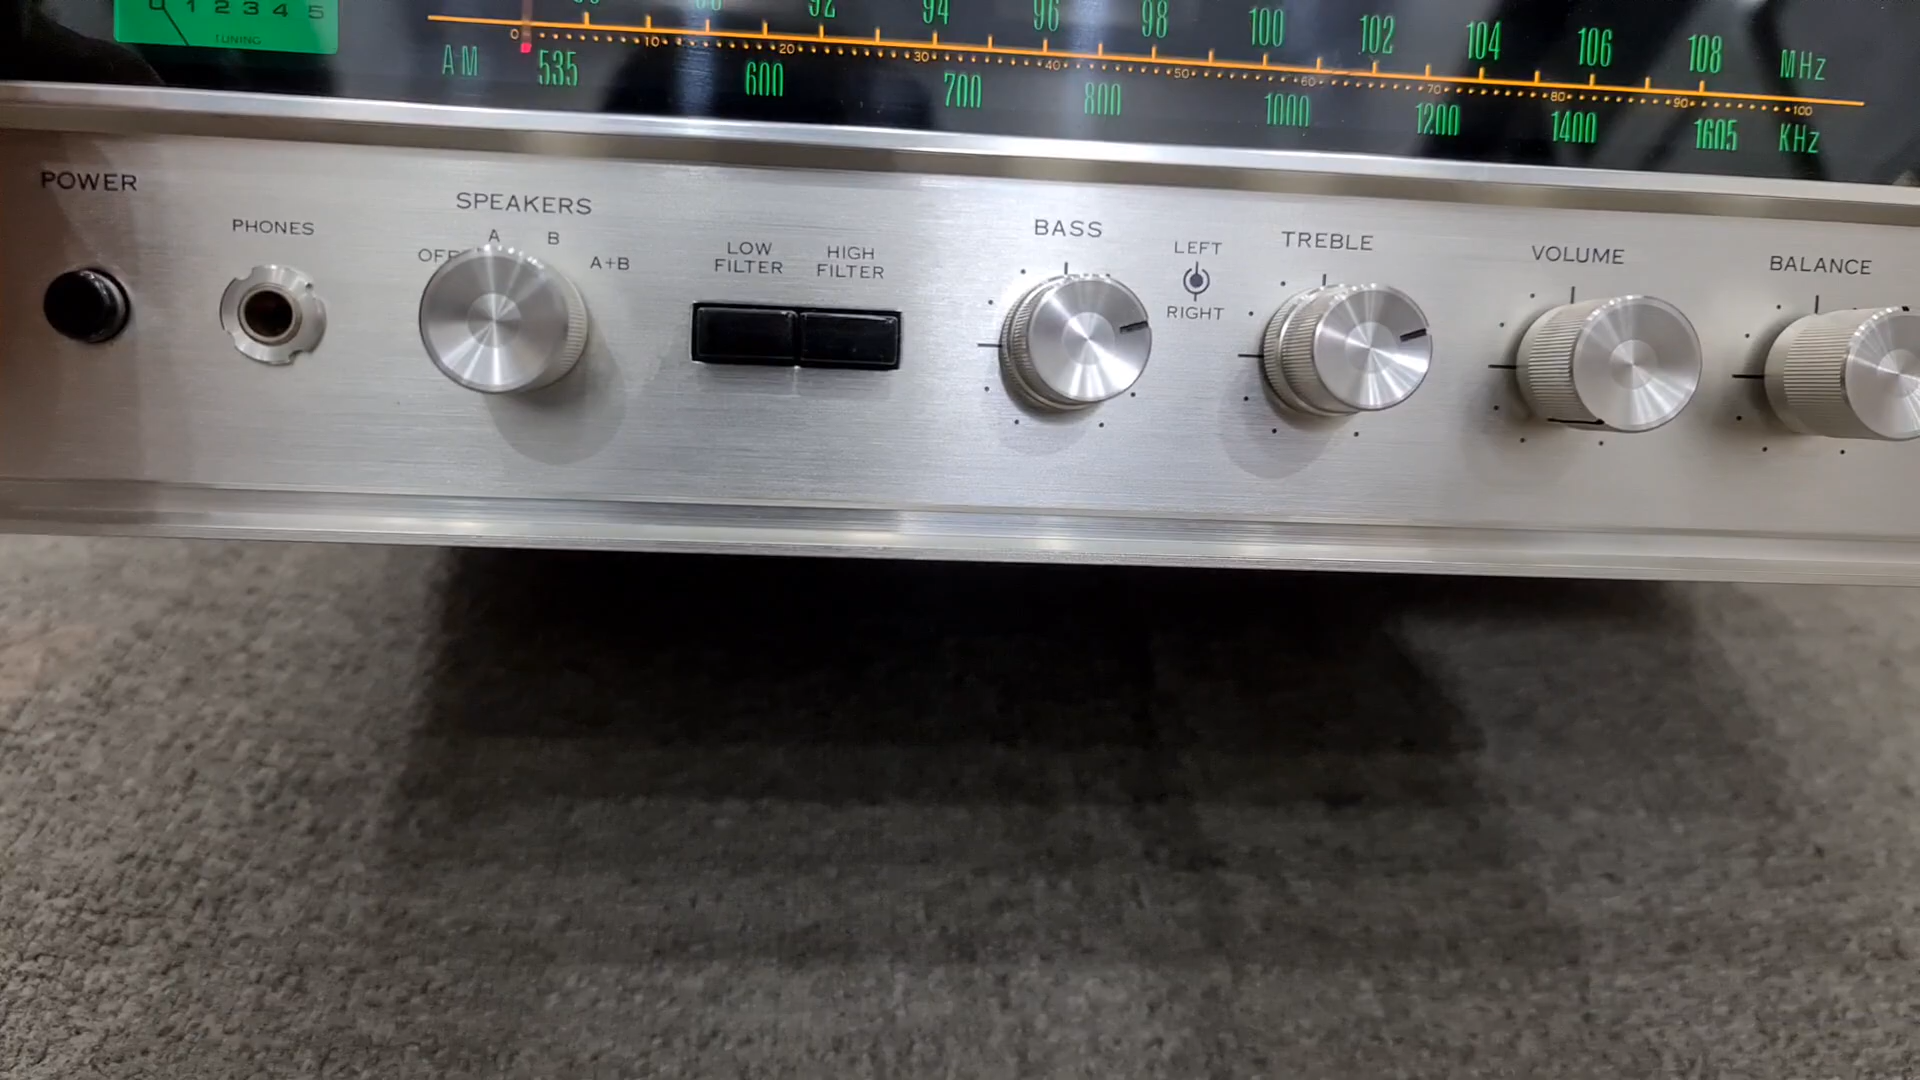 0 1 2 3 4 5
TUNING
92 94 96 98 100 102 104 106 108 MHz
0 10 20 30 40 50 60 70 80 90 100
AM 535 600 700 800 1000 1200 1400 1605 KHz
POWER
PHONES
SPEAKERS
OFF A B A+B
LOW
FILTER
HIGH
FILTER
BASS
LEFT
RIGHT
TREBLE
VOLUME
BALANCE